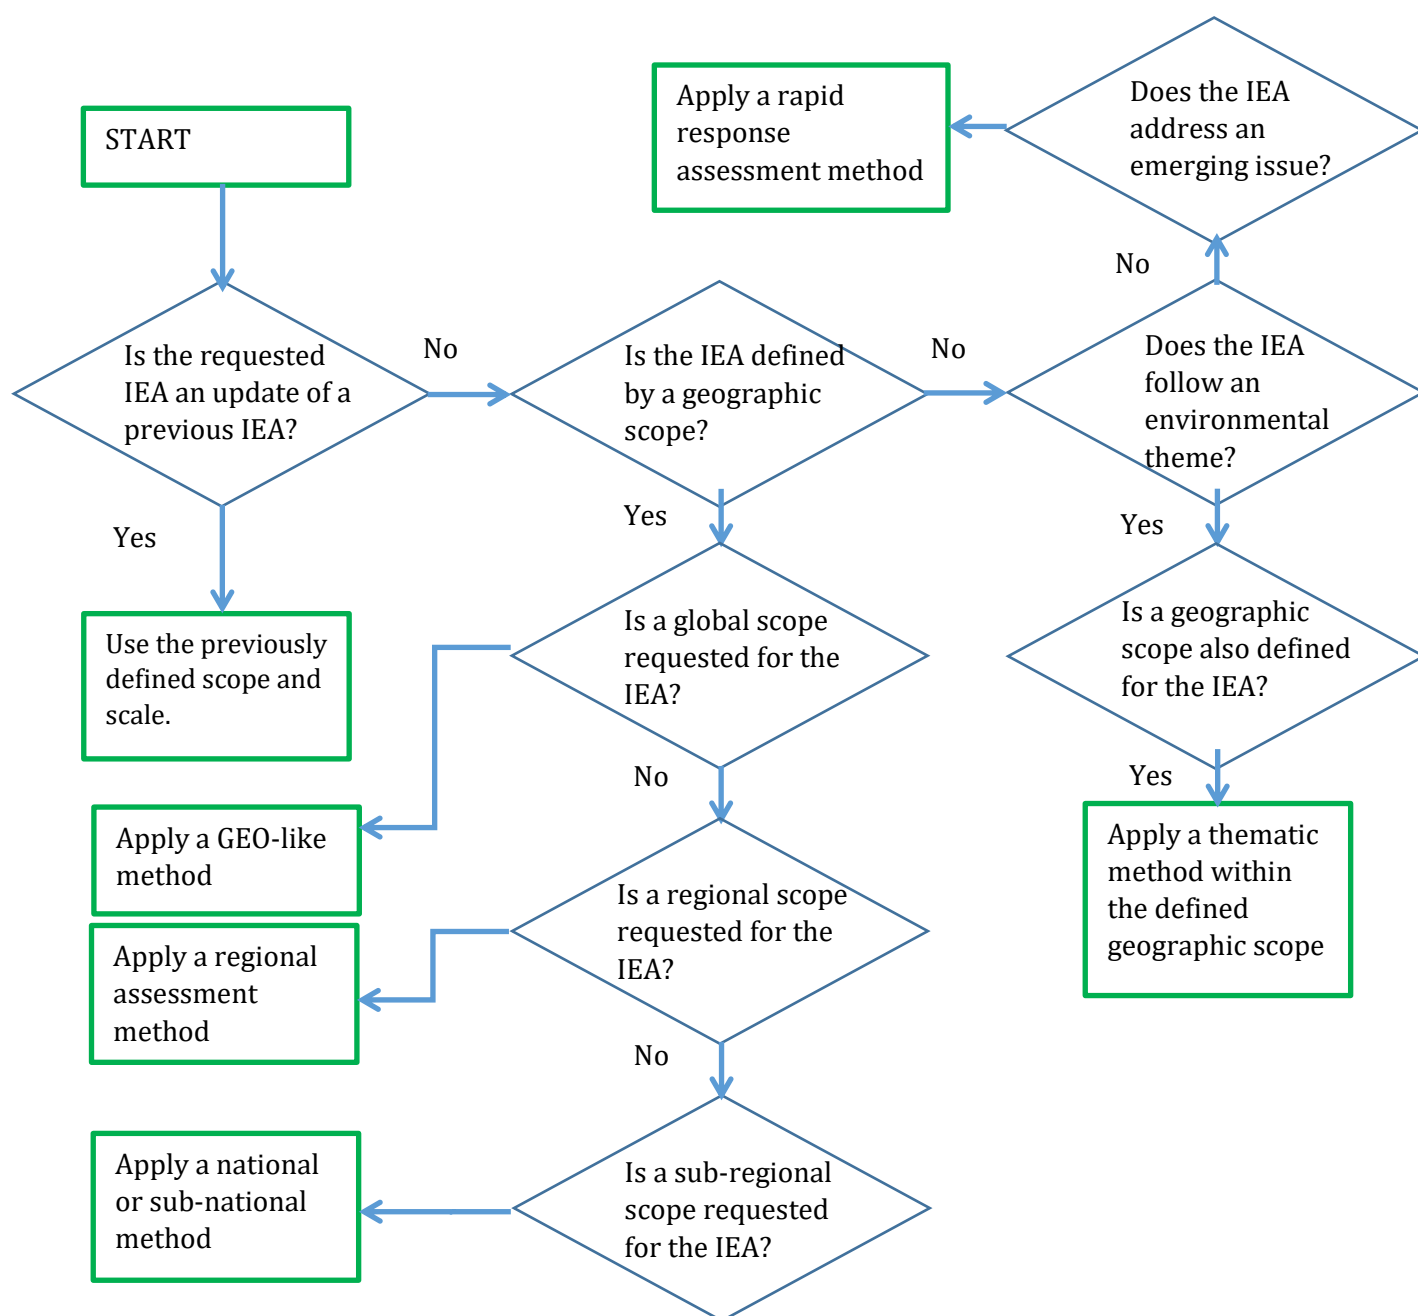 START
Apply a rapid
response
assessment method
Does the IEA
address an
emerging issue?
No
Is the requested
IEA an update of a
previous IEA?
No
Is the IEA defined
by a geographic
scope?
No
Does the IEA
follow an
environmental
theme?
Yes
Yes
Yes
Use the previously
defined scope and
scale.
Is a global scope
requested for the
IEA?
Is a geographic
scope also defined
for the IEA?
No
Yes
Apply a GEO-like
method
Is a regional scope
requested for the
IEA?
Apply a thematic
method within
the defined
geographic scope
Apply a regional
assessment
method
No
Apply a national
or sub-national
method
Is a sub-regional
scope requested
for the IEA?